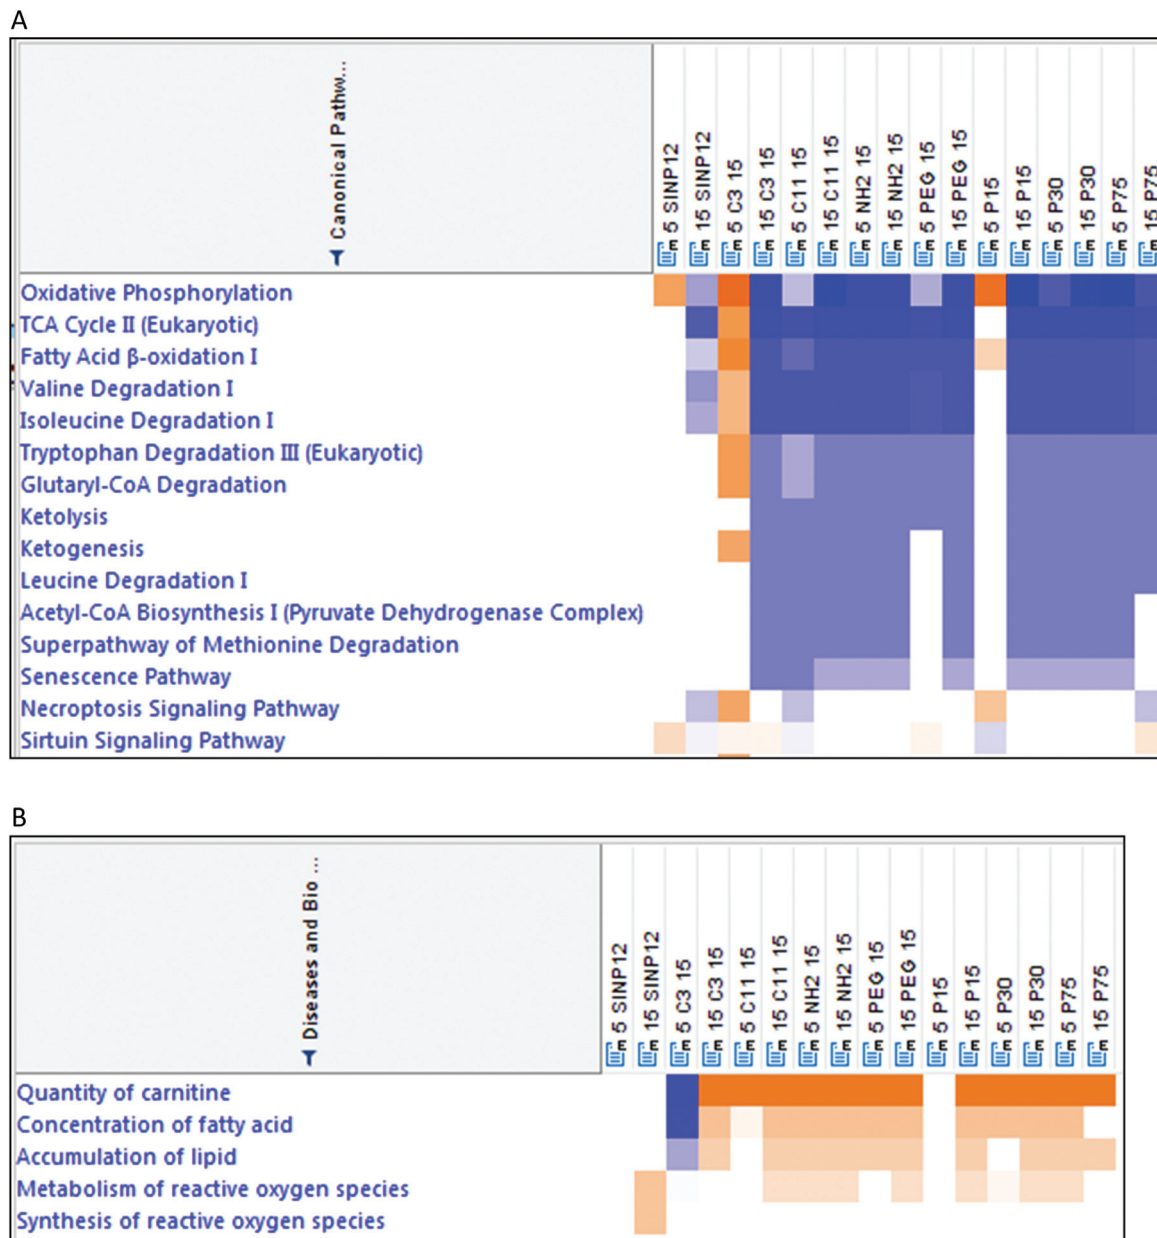 A
Canonical Pathw...
5 SINP12
15 SINP12
5 C3 15
15 C3 15
5 C11 15
15 C11 15
5 NH2 15
15 NH2 15
5 PEG 15
15 PEG 15
5 P15
15 P15
5 P30
15 P30
5 P75
15 P75
Oxidative Phosphorylation
TCA Cycle II (Eukaryotic)
Fatty Acid β-oxidation I
Valine Degradation I
Isoleucine Degradation I
Tryptophan Degradation III (Eukaryotic)
Glutaryl-CoA Degradation
Ketolysis
Ketogenesis
Leucine Degradation I
Acetyl-CoA Biosynthesis I (Pyruvate Dehydrogenase Complex)
Superpathway of Methionine Degradation
Senescence Pathway
Necroptosis Signaling Pathway
Sirtuin Signaling Pathway
B
Diseases and Bio ...
5 SINP12
15 SINP12
5 C3 15
15 C3 15
5 C11 15
15 C11 15
5 NH2 15
15 NH2 15
5 PEG 15
15 PEG 15
5 P15
15 P15
5 P30
15 P30
5 P75
15 P75
Quantity of carnitine
Concentration of fatty acid
Accumulation of lipid
Metabolism of reactive oxygen species
Synthesis of reactive oxygen species